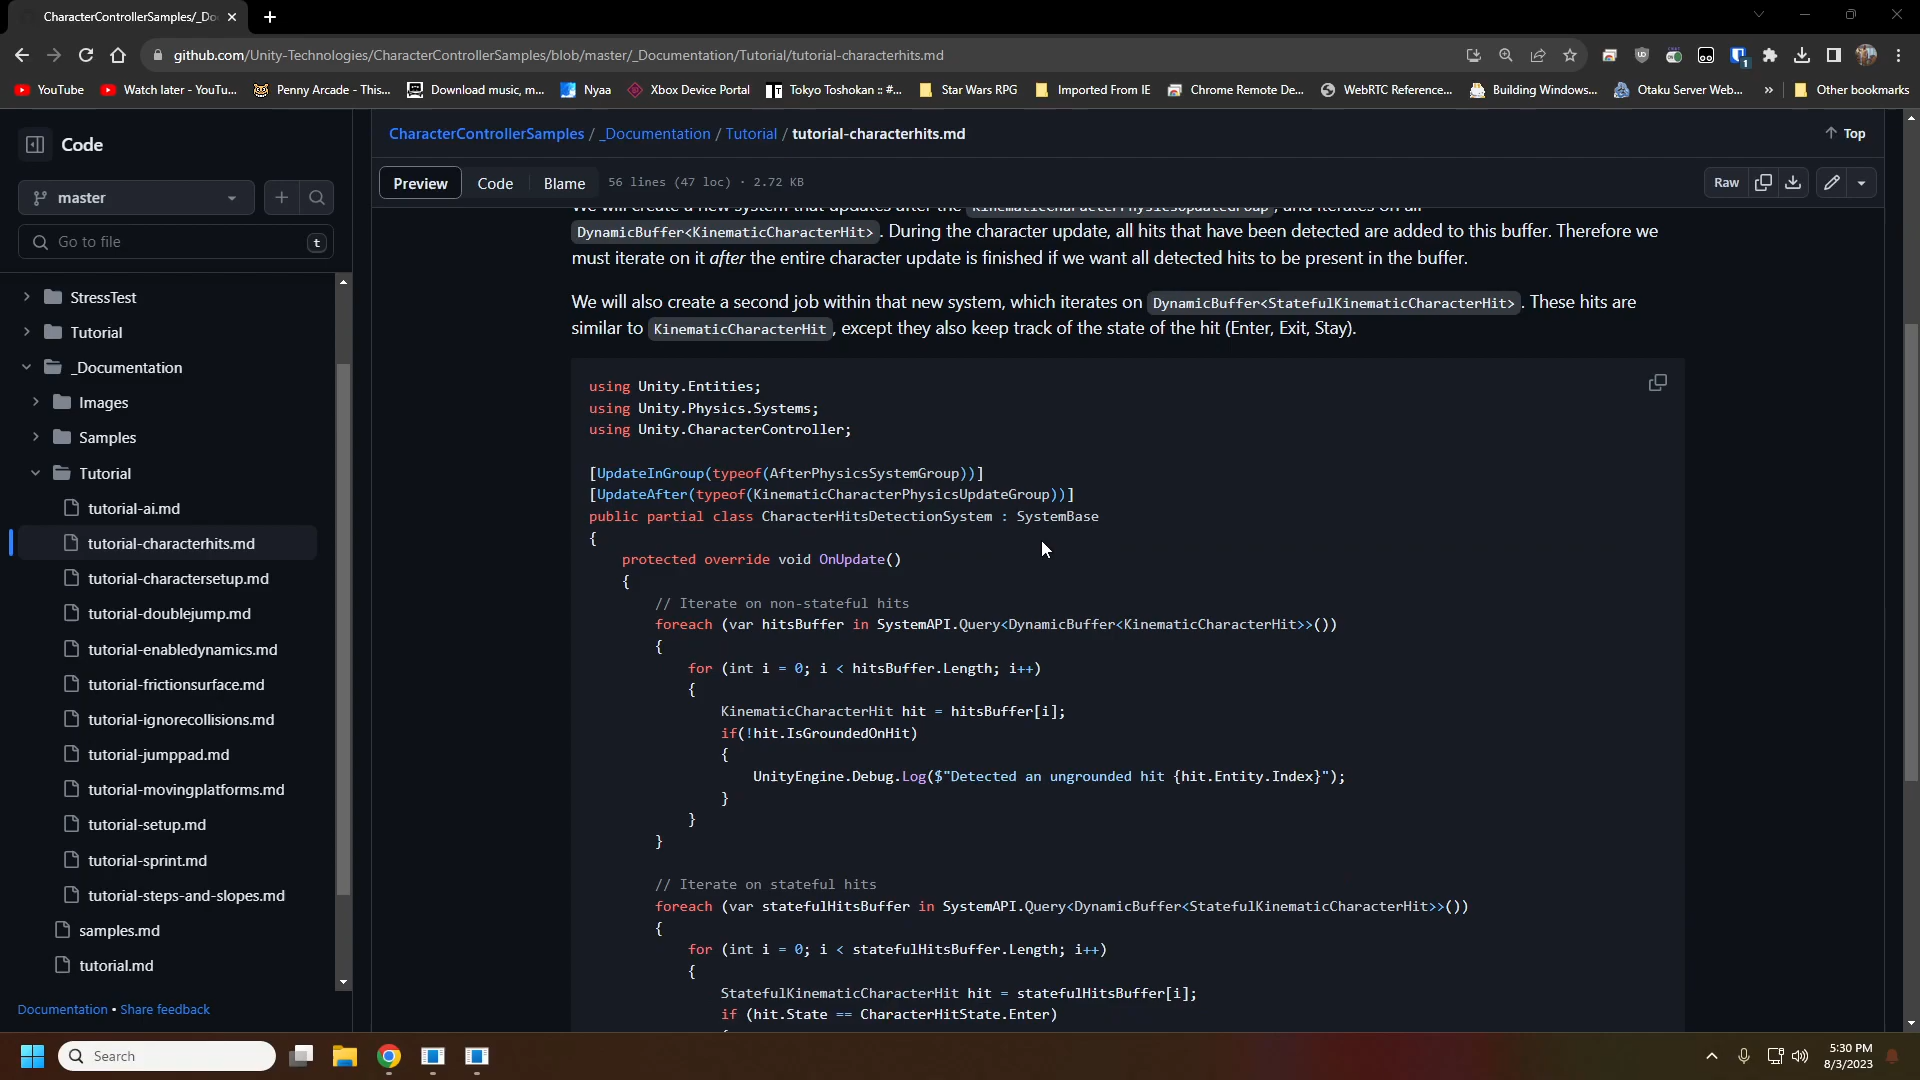 CharacterControllerSamples/_Do
github.com/Unity-Technologies/CharacterControllerSamples/blob/master/_Documentation/Tutorial/tutorial-characterhits.md
1
YouTube
Watch later - YouTu...
Penny Arcade - This...
Download music, m...
Nyaa
Xbox Device Portal
Tokyo Toshokan :: #...
Star Wars RPG
Imported From IE
Chrome Remote De...
WebRTC Reference...
Building Windows...
Otaku Server Web...
»
Other bookmarks
Code
master
Go to file
t
StressTest
Tutorial
_Documentation
Images
Samples
Tutorial
tutorial-ai.md
tutorial-characterhits.md
tutorial-charactersetup.md
tutorial-doublejump.md
tutorial-enabledynamics.md
tutorial-frictionsurface.md
tutorial-ignorecollisions.md
tutorial-jumppad.md
tutorial-movingplatforms.md
tutorial-setup.md
tutorial-sprint.md
tutorial-steps-and-slopes.md
samples.md
tutorial.md
Documentation • Share feedback
CharacterControllerSamples / _Documentation / Tutorial / tutorial-characterhits.md
Top
Preview
Code
Blame
56 lines (47 loc) · 2.72 KB
Raw
We will create a new system that updates after the KinematicCharacterPhysicsUpdateGroup, and iterates on all
DynamicBuffer<KinematicCharacterHit> . During the character update, all hits that have been detected are added to this buffer. Therefore we
must iterate on it after the entire character update is finished if we want all detected hits to be present in the buffer.
We will also create a second job within that new system, which iterates on DynamicBuffer<StatefulKinematicCharacterHit> . These hits are
similar to KinematicCharacterHit , except they also keep track of the state of the hit (Enter, Exit, Stay).
using Unity.Entities;
using Unity.Physics.Systems;
using Unity.CharacterController;
[UpdateInGroup(typeof(AfterPhysicsSystemGroup))]
[UpdateAfter(typeof(KinematicCharacterPhysicsUpdateGroup))]
public partial class CharacterHitsDetectionSystem : SystemBase
{
protected override void OnUpdate()
{
// Iterate on non-stateful hits
foreach (var hitsBuffer in SystemAPI.Query<DynamicBuffer<KinematicCharacterHit>>())
{
for (int i = 0; i < hitsBuffer.Length; i++)
{
KinematicCharacterHit hit = hitsBuffer[i];
if(!hit.IsGroundedOnHit)
{
UnityEngine.Debug.Log($"Detected an ungrounded hit {hit.Entity.Index}");
}
}
}
// Iterate on stateful hits
foreach (var statefulHitsBuffer in SystemAPI.Query<DynamicBuffer<StatefulKinematicCharacterHit>>())
{
for (int i = 0; i < statefulHitsBuffer.Length; i++)
{
StatefulKinematicCharacterHit hit = statefulHitsBuffer[i];
if (hit.State == CharacterHitState.Enter)
{
Search
5:30 PM
8/3/2023